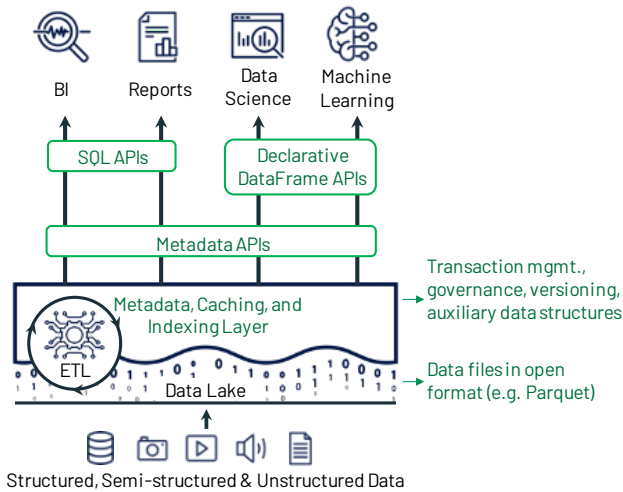 BI
Reports
Data
Science
Machine
Learning
SQL APIs
Declarative
DataFrame APIs
Metadata APIs
Metadata, Caching, and
Indexing Layer
Transaction mgmt.,
governance, versioning,
auxiliary data structures
ETL
Data Lake
Data files in open
format (e.g. Parquet)
Structured, Semi-structured & Unstructured Data